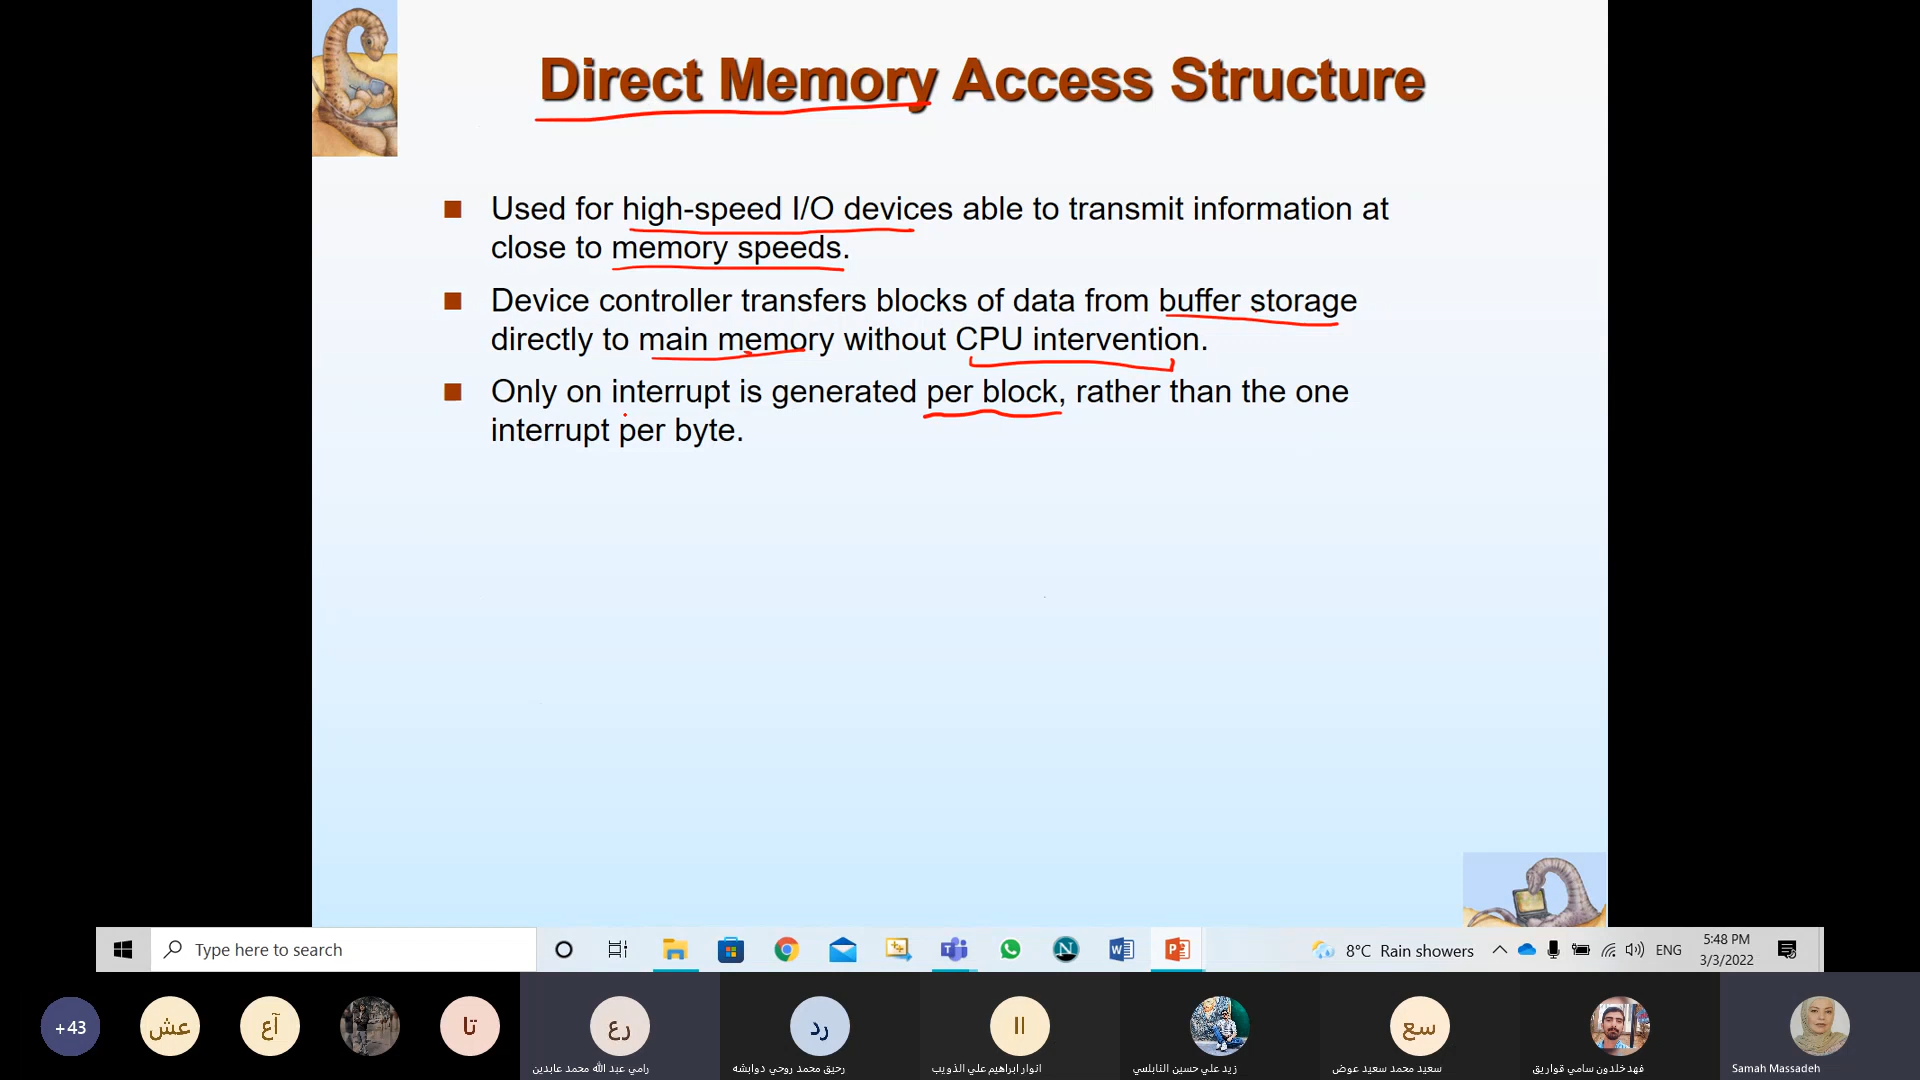 Direct Memory Access Structure
Used for high-speed I/O devices able to transmit information at
close to memory speeds.
Device controller transfers blocks of data from buffer storage
directly to main memory without CPU intervention.
Only on interrupt is generated per block, rather than the one
interrupt per byte.
Type here to search
8°C Rain showers
ENG
5:48 PM
3/3/2022
+43
عش
آع
تا
رع
رد
اا
سع
رامي عبد الله محمد عابدين
رحيق محمد روحي دوابشه
انوار ابراهيم علي الذويب
زيد علي حسين النابلسي
سعيد محمد سعيد عوض
فهد خلدون سامي قواريق
Samah Massadeh